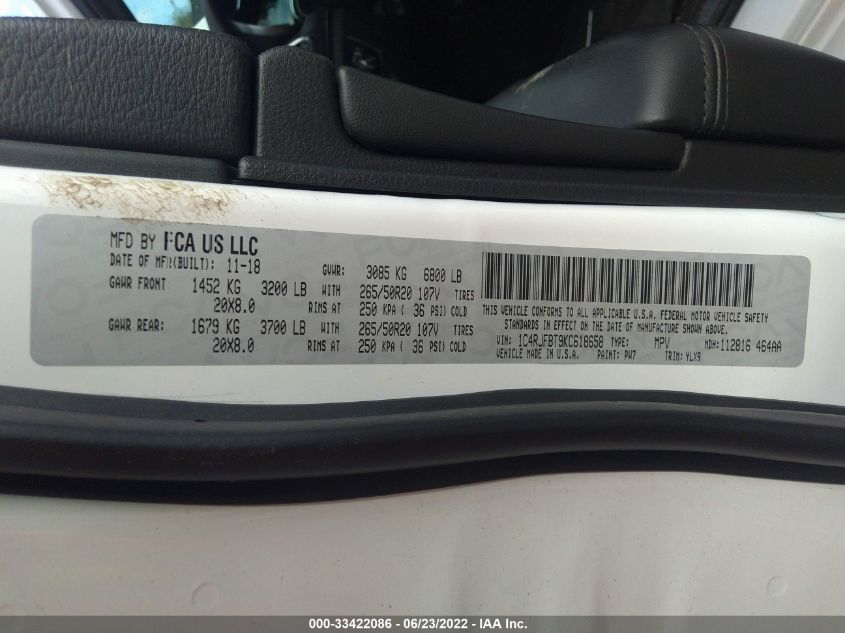 MFD BY FCA US LLC
DATE OF MFR(BUILT): 11-18 GVWR: 3085 KG 6800 LB
GAWR FRONT 1452 KG 3200 LB WITH 265/50R20 107V TIRES
20X8.0 RIMS AT 250 KPA ( 36 PSI) COLD
GAWR REAR: 1679 KG 3700 LB WITH 265/50R20 107V TIRES
20X8.0 RIMS AT 250 KPA ( 36 PSI) COLD
THIS VEHICLE CONFORMS TO ALL APPLICABLE U.S.A. FEDERAL MOTOR VEHICLE SAFETY
STANDARDS IN EFFECT ON THE DATE OF MANUFACTURE SHOWN ABOVE.
VIN: 1C4RJFBT9KC618658 TYPE: MPV MDH: 112816 464AA
VEHICLE MADE IN U.S.A. PAINT: PW7 TRIM: YLX9
000-33422086 - 06/23/2022 - IAA Inc.